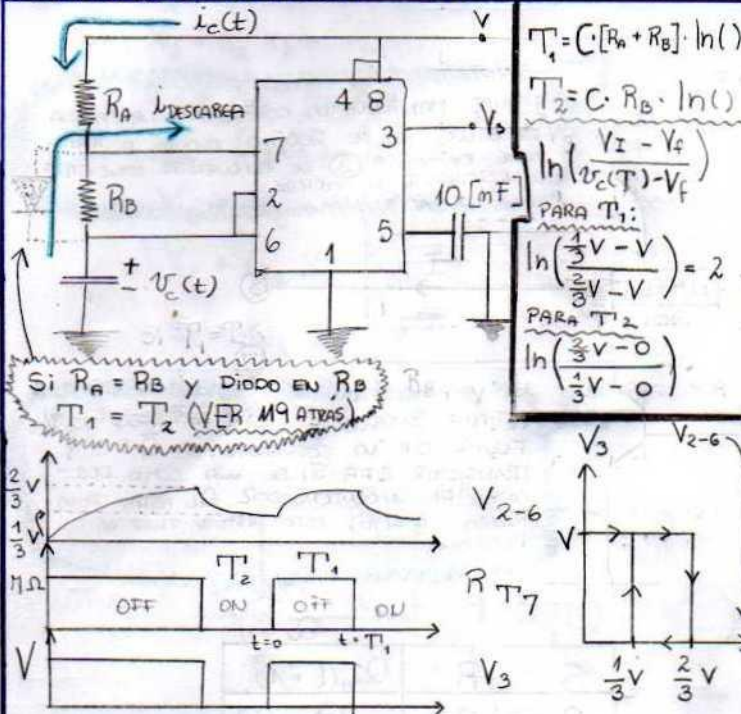 i_c(t)
V
R_A
i_DESCARGA
4 8
3
V_3
7
R_B
2
10 [nF]
6
5
1
+
- v_c(t)
Si R_A = R_B y DIODO EN R_B
T_1 = T_2 (VER 119 ATRAS)
T_1 = C·[R_A + R_B]·ln()
T_2 = C·R_B·ln()
ln((VI - V_f)/(v_c(T) - V_f))
PARA T_1:
ln((1/3 V - V)/(2/3 V - V)) = 2
PARA T_2
ln((2/3 V - 0)/(1/3 V - 0))
2/3 V
1/3 V
V_2-6
T_2
T_1
OFF
ON
OFF
ON
R T_7
t=0
t=T_1
V
V_3
V_3
V_2-6
V
1/3 V
2/3 V